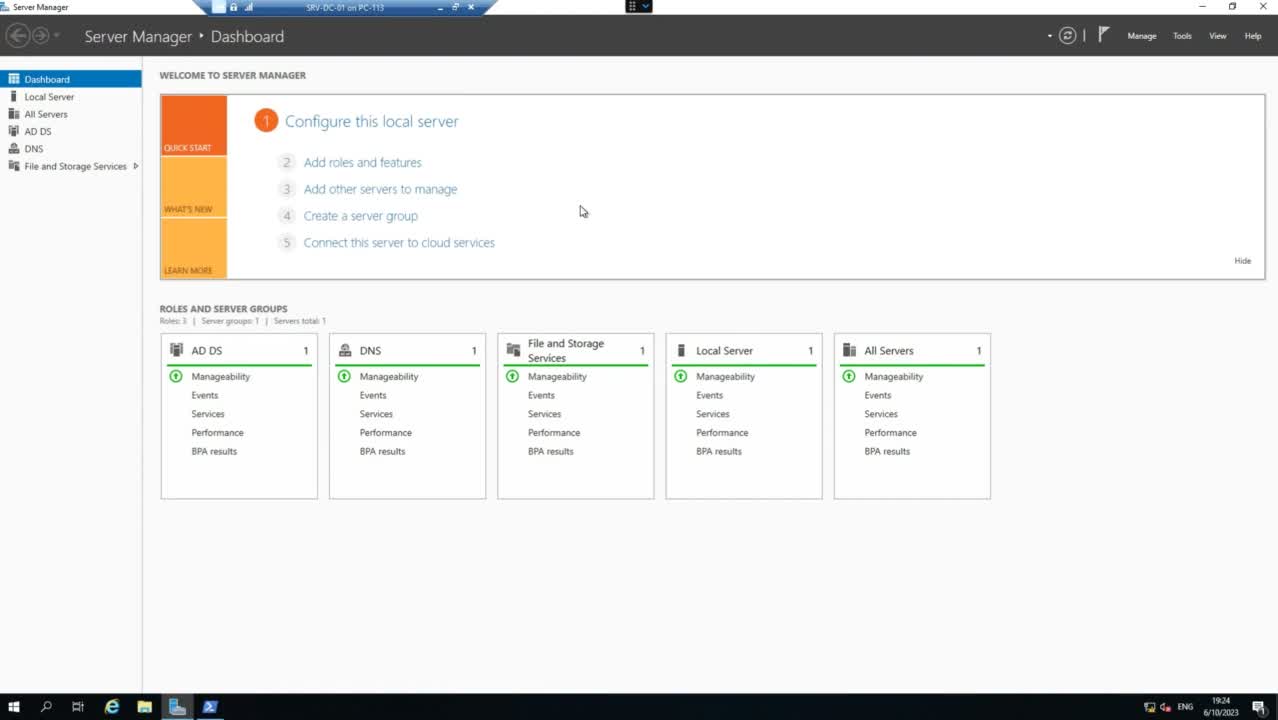 Server Manager
SRV-DC-01 on PC-113
Server Manager
Dashboard
Manage
Tools
View
Help
Dashboard
Local Server
All Servers
AD DS
DNS
File and Storage Services
WELCOME TO SERVER MANAGER
QUICK START
WHAT'S NEW
LEARN MORE
1 Configure this local server
2 Add roles and features
3 Add other servers to manage
4 Create a server group
5 Connect this server to cloud services
Hide
ROLES AND SERVER GROUPS
Roles: 3 | Server groups: 1 | Servers total: 1
AD DS 1
Manageability
Events
Services
Performance
BPA results
DNS 1
Manageability
Events
Services
Performance
BPA results
File and Storage
Services 1
Manageability
Events
Services
Performance
BPA results
Local Server 1
Manageability
Events
Services
Performance
BPA results
All Servers 1
Manageability
Events
Services
Performance
BPA results
ENG
19:24
6/10/2023
1